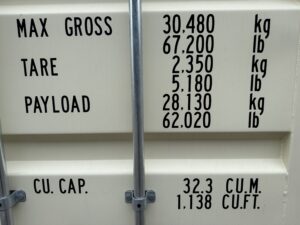 MAX GROSS 30.480 kg
67.200 lb
TARE 2.350 kg
5.180 lb
PAYLOAD 28.130 kg
62.020 lb
CU. CAP. 32.3 CU.M.
1.138 CU.FT.